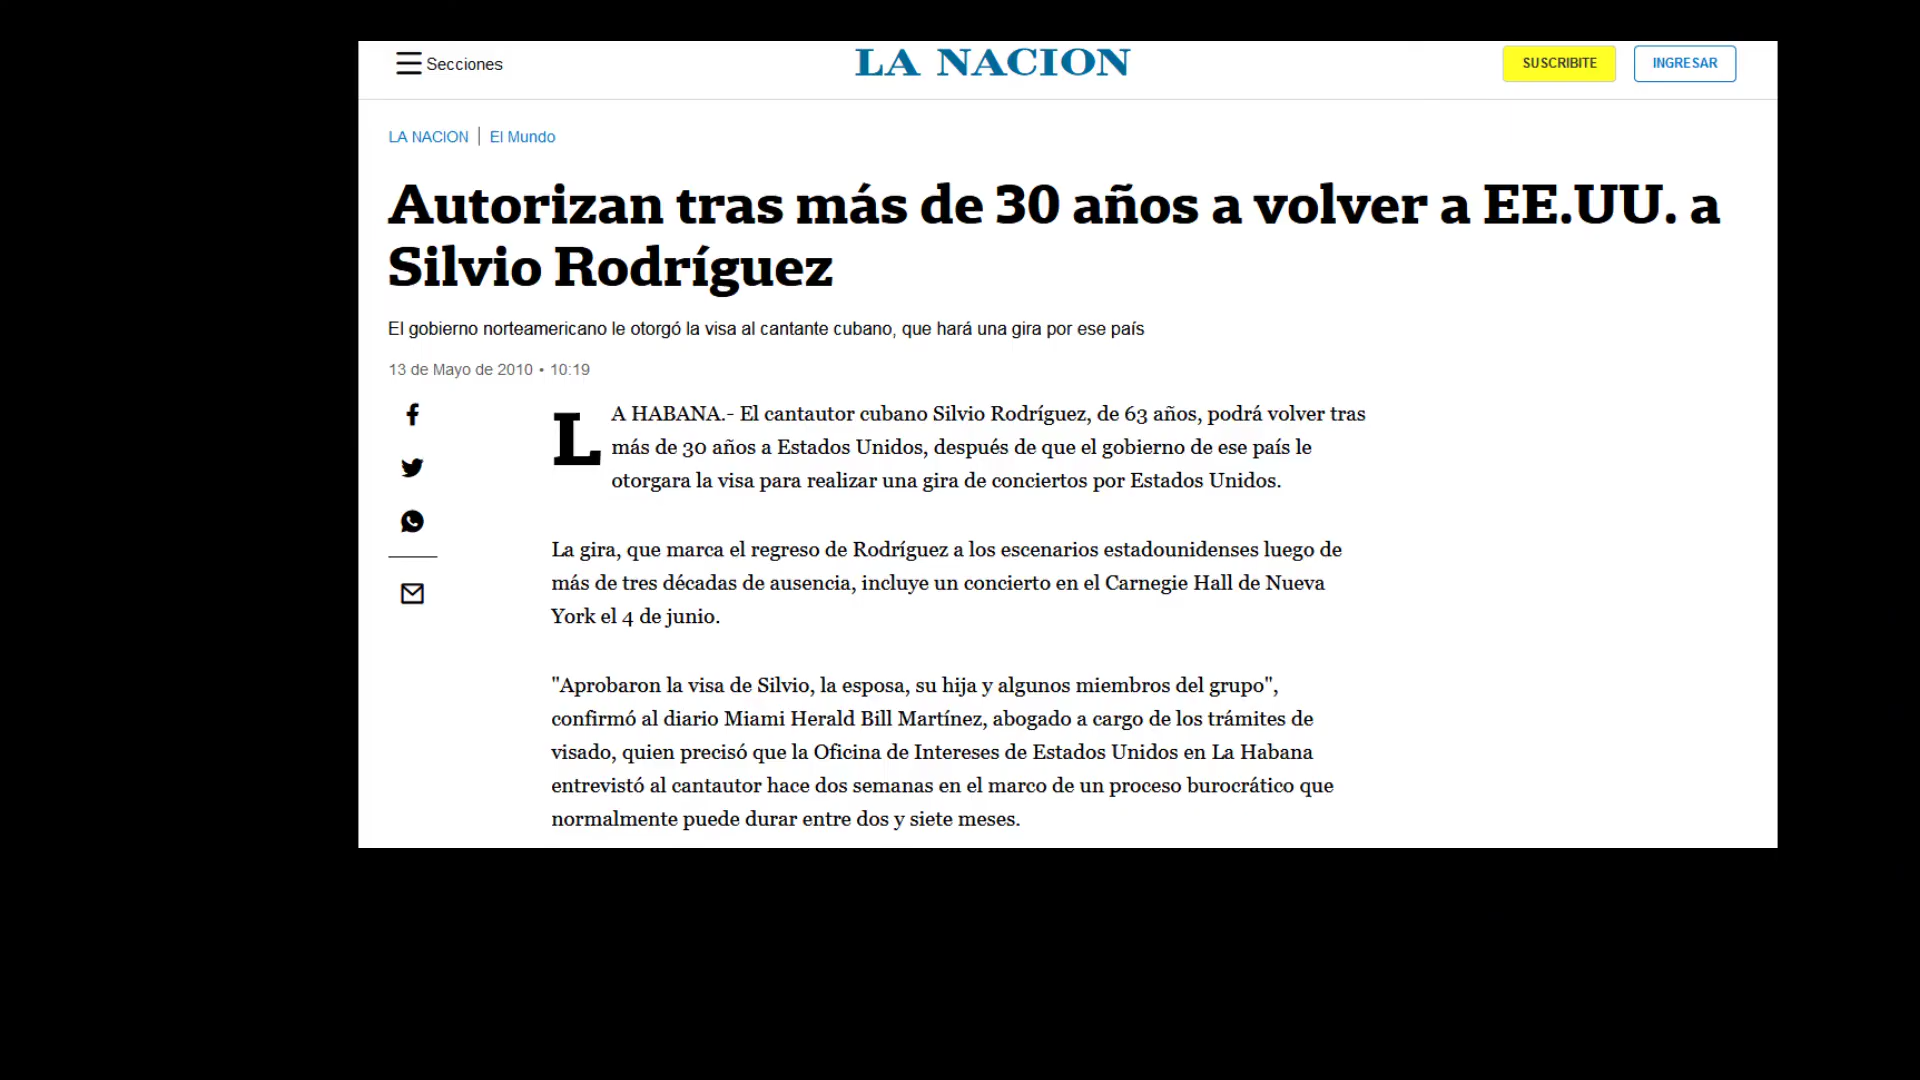 Secciones
LA NACION
SUSCRIBITE
INGRESAR
LA NACION | El Mundo
Autorizan tras más de 30 años a volver a EE.UU. a
Silvio Rodríguez
El gobierno norteamericano le otorgó la visa al cantante cubano, que hará una gira por ese país
13 de Mayo de 2010 • 10:19
LA HABANA.- El cantautor cubano Silvio Rodríguez, de 63 años, podrá volver tras
más de 30 años a Estados Unidos, después de que el gobierno de ese país le
otorgara la visa para realizar una gira de conciertos por Estados Unidos.
La gira, que marca el regreso de Rodríguez a los escenarios estadounidenses luego de
más de tres décadas de ausencia, incluye un concierto en el Carnegie Hall de Nueva
York el 4 de junio.
"Aprobaron la visa de Silvio, la esposa, su hija y algunos miembros del grupo",
confirmó al diario Miami Herald Bill Martínez, abogado a cargo de los trámites de
visado, quien precisó que la Oficina de Intereses de Estados Unidos en La Habana
entrevistó al cantautor hace dos semanas en el marco de un proceso burocrático que
normalmente puede durar entre dos y siete meses.